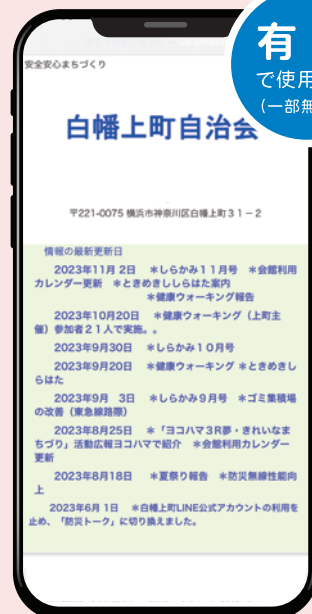 有
で使用
（一部無
安全安心まちづくり
白幡上町自治会
〒221-0075 横浜市神奈川区白幡上町３１－２
情報の最新更新日
2023年11月 2日　＊しらかみ１１月号　＊会館利用
カレンダー更新　＊ときめきししらはた案内
＊健康ウォーキング報告
2023年10月20日　＊健康ウォーキング（上町主
催）参加者２１人で実施。。
2023年9月30日　＊しらかみ１０月号
2023年9月20日　＊健康ウォーキング ＊ときめきし
らはた
2023年9月　3日　＊しらかみ９月号　＊ゴミ集積場
の改善（東急線路際）
2023年8月25日　＊「ヨコハマ３R夢・きれいなま
ちづり」活動広報ヨコハマで紹介　＊会館利用カレンダー
更新
2023年8月18日　＊夏祭り報告　＊防災無線性能向
上
2023年6月 1日　＊白幡上町LINE公式アカウントの利用を
止め、「防災トーク」に切り換えました。